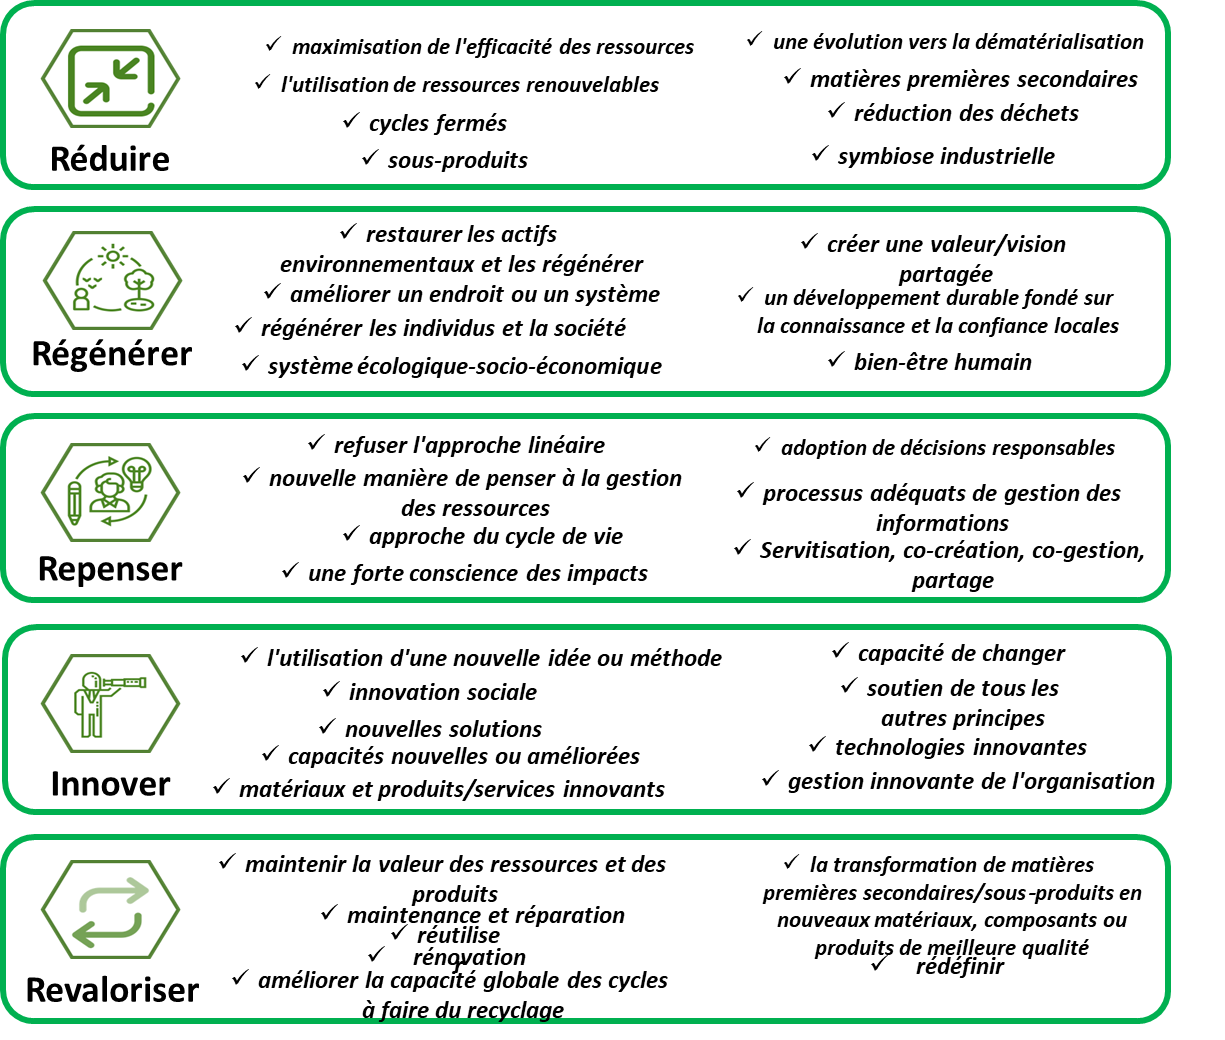 Réduire
✓ maximisation de l'efficacité des ressources
✓ l'utilisation de ressources renouvelables
✓ cycles fermés
✓ sous-produits
✓ une évolution vers la dématérialisation
✓ matières premières secondaires
✓ réduction des déchets
✓ symbiose industrielle
Régénérer
✓ restaurer les actifs
environnementaux et les régénérer
✓ améliorer un endroit ou un système
✓ régénérer les individus et la société
✓ système écologique-socio-économique
✓ créer une valeur/vision
partagée
✓ un développement durable fondé sur
la connaissance et la confiance locales
✓ bien-être humain
Repenser
✓ refuser l'approche linéaire
✓ nouvelle manière de penser à la gestion
des ressources
✓ approche du cycle de vie
✓ une forte conscience des impacts
✓ adoption de décisions responsables
✓ processus adéquats de gestion des
informations
✓ Servitisation, co-création, co-gestion,
partage
Innover
✓ l'utilisation d'une nouvelle idée ou méthode
✓ innovation sociale
✓ nouvelles solutions
✓ capacités nouvelles ou améliorées
✓ matériaux et produits/services innovants
✓ capacité de changer
✓ soutien de tous les
autres principes
✓ technologies innovantes
✓ gestion innovante de l'organisation
Revaloriser
✓ maintenir la valeur des ressources et des
produits
✓ maintenance et réparation
✓ réutilise
✓ rénovation
✓ améliorer la capacité globale des cycles
à faire du recyclage
✓ la transformation de matières
premières secondaires/sous-produits en
nouveaux matériaux, composants ou
produits de meilleure qualité
✓ rédéfinir